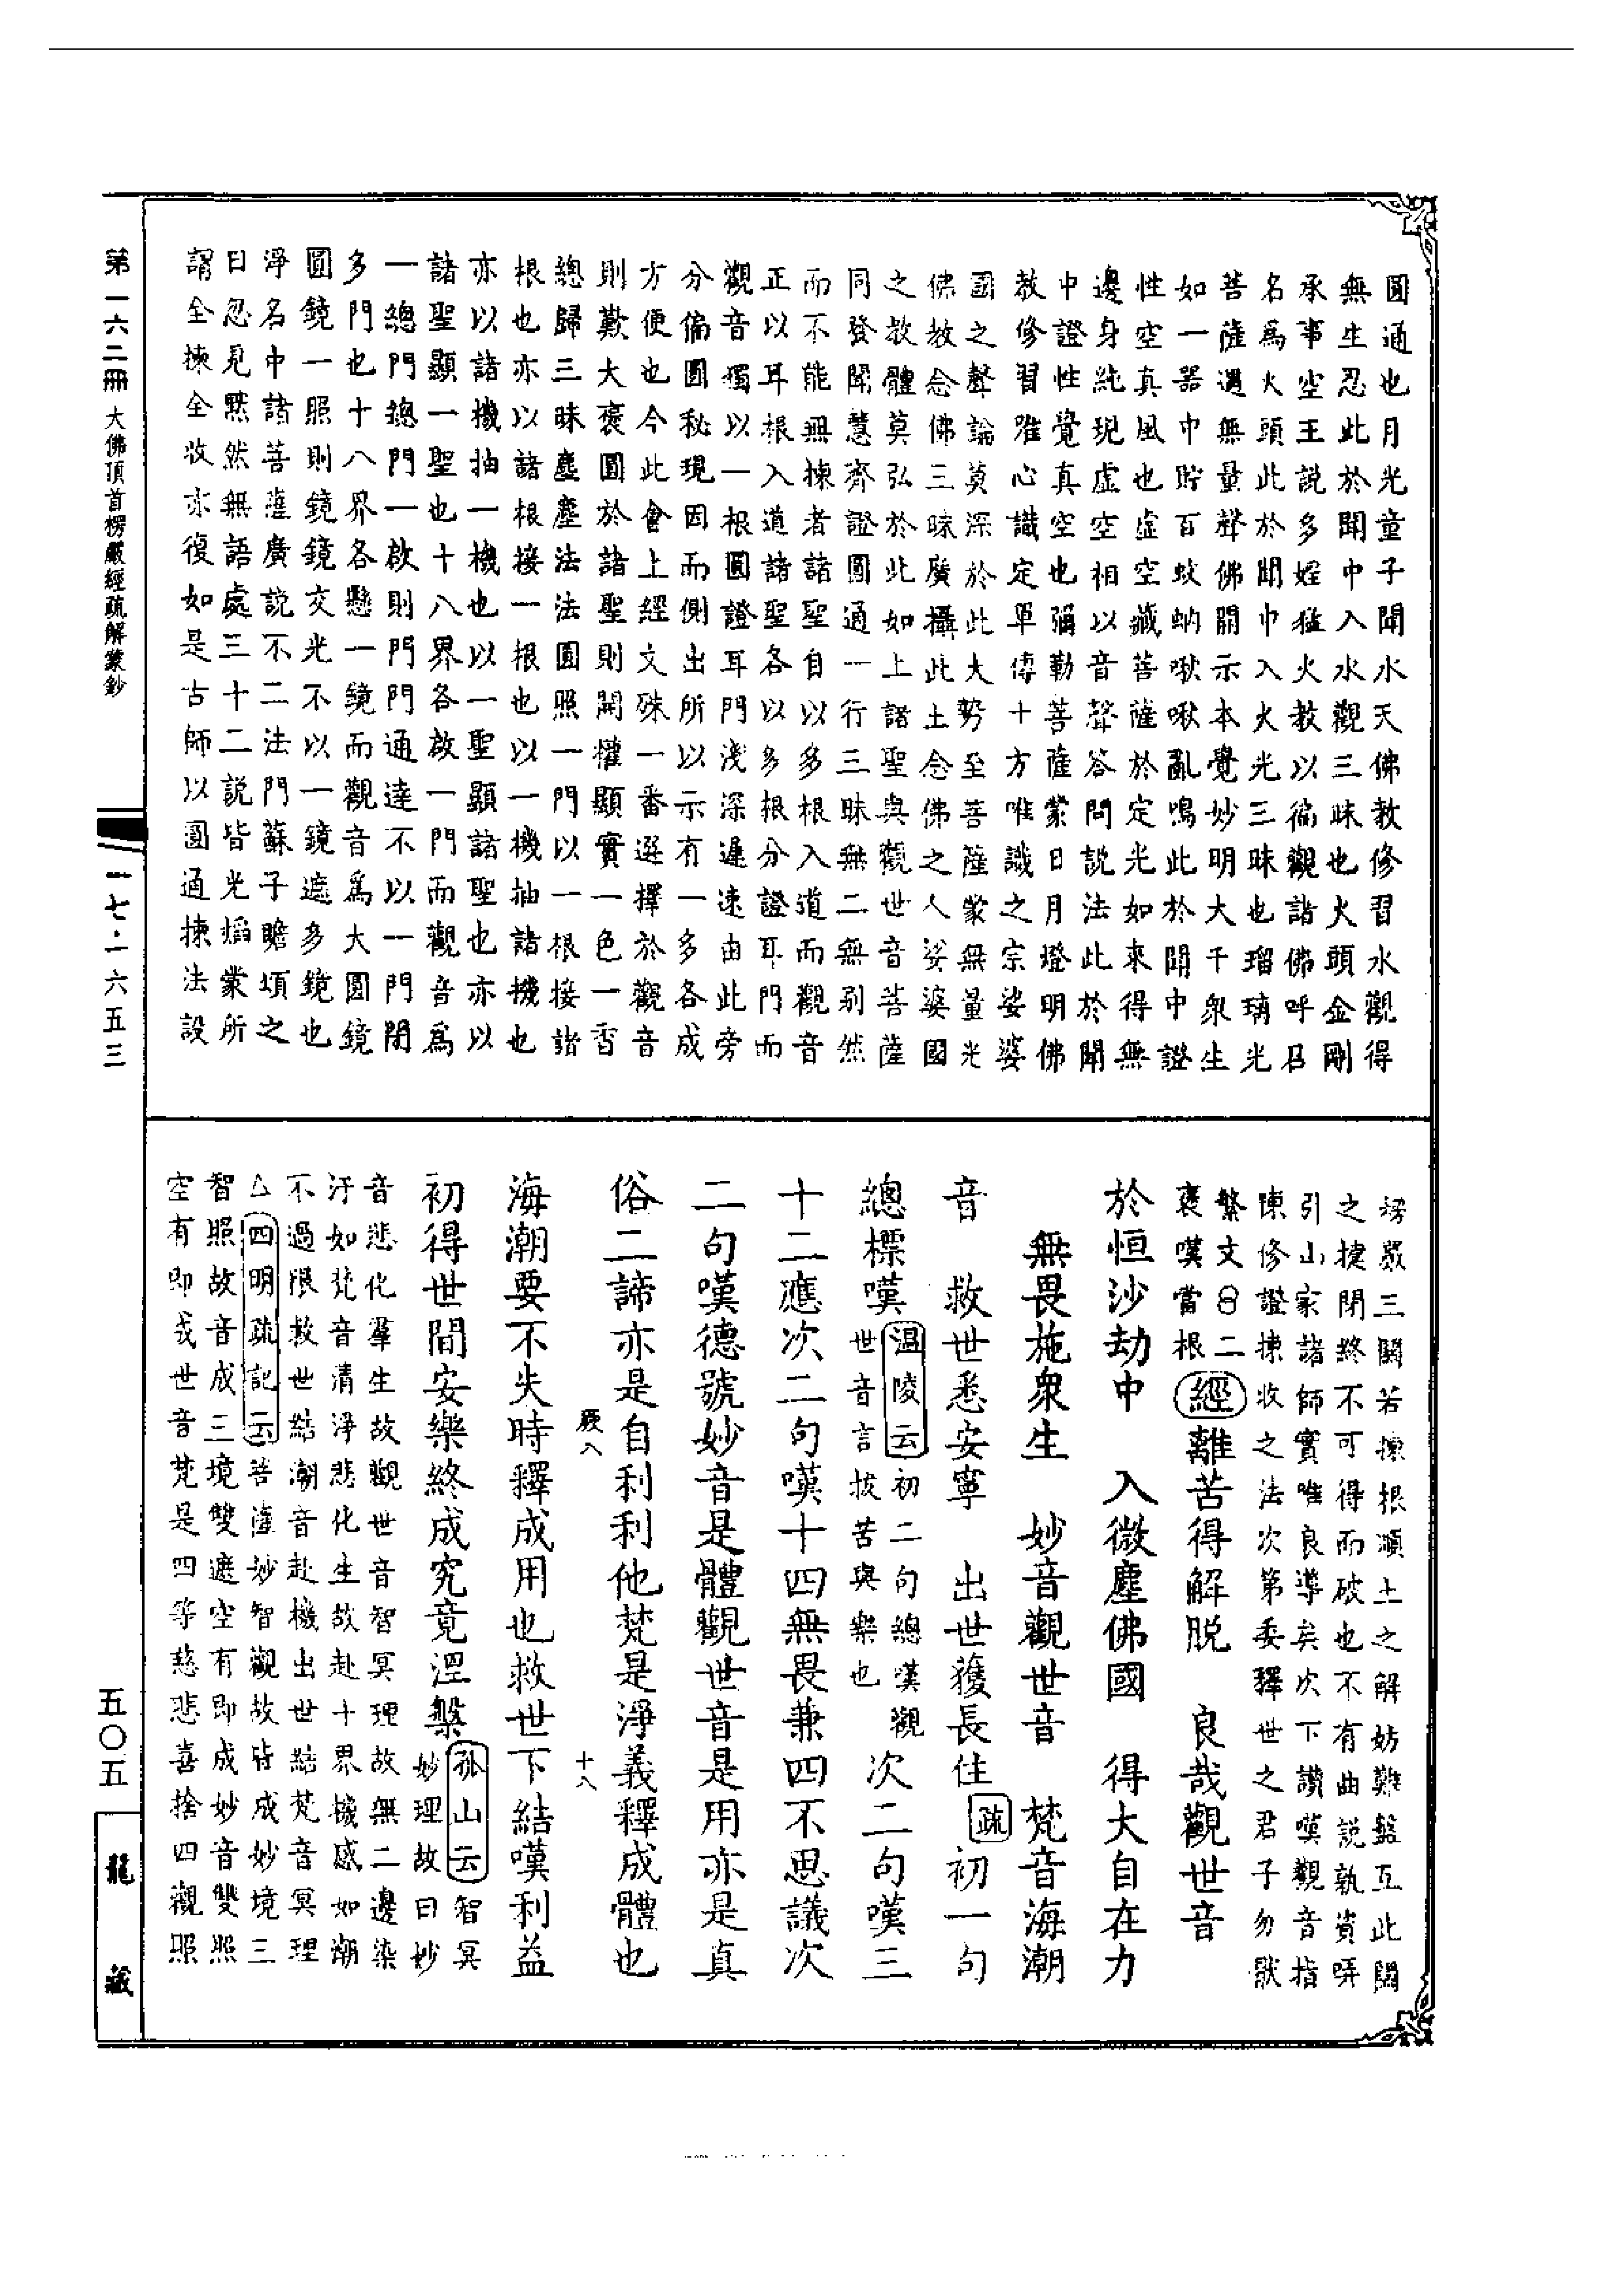 圓通也月光童子聞水天佛教修習水觀得
無生忍此於聞中入水觀三昧也火頭金剛
承事空王說多婬猛火教以徧觀諸佛呼召
名為火頭此於聞中入火光三昧也瑠璃光
菩薩遇無量聲佛開示本覺妙明大千眾生
如一器中貯百蚊蚋啾啾亂鳴此於聞中證
性空真風也虛空藏菩薩於定光如來得無
邊身純現虛空相以音聲答問說法此於聞
中證性覺真空也彌勒菩薩蒙日月燈明佛
教修習唯心識定單傳十方唯識之宗娑婆
國之聲論莫深於此大勢至菩薩蒙無量光
佛教念佛三昧廣攝此土念佛之人娑婆國
之教體莫弘於此如上諸聖與觀世音菩薩
同發聞慧齊證圓通一行三昧無二無別然
而不能無揀者諸聖自以多根入道而觀音
正以耳根入道諸聖各以多根分證耳門而
觀音獨以一根圓證耳門淺深遲速由此旁
分偏圓秘現因而側出所以示有一多各成
方便也今此會上經文殊一番選擇於觀音
則歎大褒圓於諸聖則開權顯實一色一香
總歸三昧塵塵法法圓照一門以一根接諸
根也亦以諸根接一根也以一機抽諸機也
亦以諸機抽一機也以一聖顯諸聖也亦以
諸聖顯一聖也十八界各啟一門而觀音為
一總門總門一啟則門門通達不以一門閉
多門也十八界各懸一鏡而觀音為大圓鏡
圓鏡一照則鏡鏡交光不以一鏡遮多鏡也
淨名中諸菩薩廣說不二法門蘇子瞻頌之
曰忽見默然無語處三十二說皆光燄蒙所
謂全揀全收亦復如是古師以圓通揀法設
楞嚴三關若揀根順土之解妨難盤互此關
之捷閉終不可得而破也不有曲說孰資哢
引山家諸師實唯良導矣次下讚嘆觀音指
陳修證揀收之法次第委釋世之君子勿猒
繁文㊀二
褒嘆當根
經離苦得解脫 良哉觀世音
於恒沙劫中 入微塵佛國 得大自在力
無畏施眾生 妙音觀世音 梵音海潮
音 救世悉安寧 出世獲長住疏初一句
總標嘆溫陵云初二句總嘆觀
世音言拔苦與樂也次二句嘆三
十二應次二句嘆十四無畏兼四不思議次
二句嘆德號妙音是體觀世音是用亦是真
俗二諦亦是自利利他梵是淨義釋成體也
海潮要不失時釋成用也救世下結嘆利益
初得世間安樂終成究竟涅槃孤山云智冥
妙理故曰妙
音悲化羣生故觀世音智冥理故無二邊染
汙如梵音清淨悲化生故赴十界機感如潮
不過限救世結潮音赴機出世結梵音冥理
△四明疏記云菩薩妙智觀故皆成妙境三
智照故音成三境雙遮空有即成妙音雙照
空有即成世音梵是四等慈悲喜捨四觀照
厥八
十八
第一六二冊 大佛頂首楞嚴經疏解蒙鈔
一七·一六五三
五〇五
龍藏